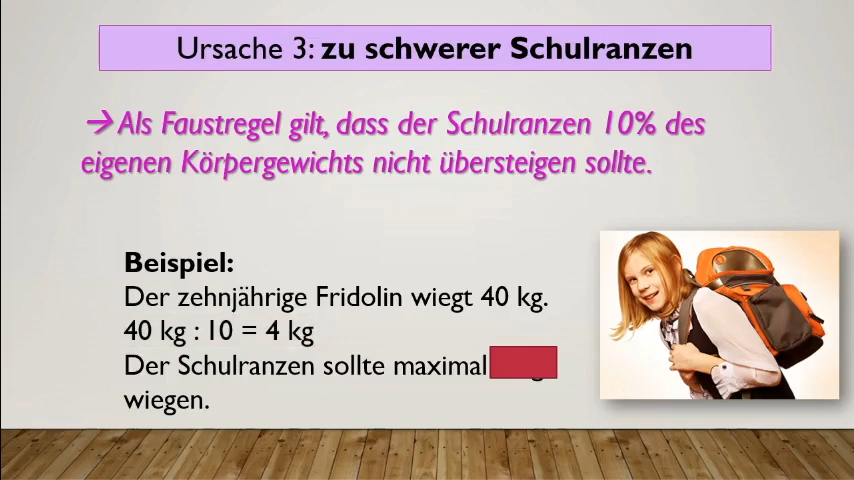 Ursache 3: zu schwerer Schulranzen
→ Als Faustregel gilt, dass der Schulranzen 10% des
eigenen Körpergewichts nicht übersteigen sollte.
Beispiel:
Der zehnjährige Fridolin wiegt 40 kg.
40 kg : 10 = 4 kg
Der Schulranzen sollte maximal
wiegen.